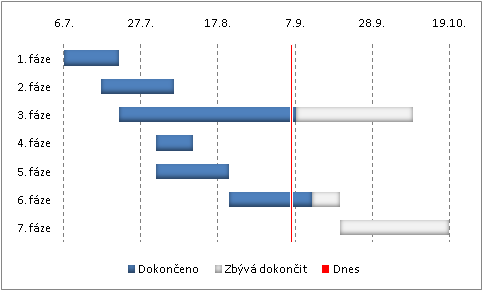 6.7. 27.7. 17.8. 7.9. 28.9. 19.10.
1. fáze
2. fáze
3. fáze
4. fáze
5. fáze
6. fáze
7. fáze
Dokončeno Zbývá dokončit Dnes